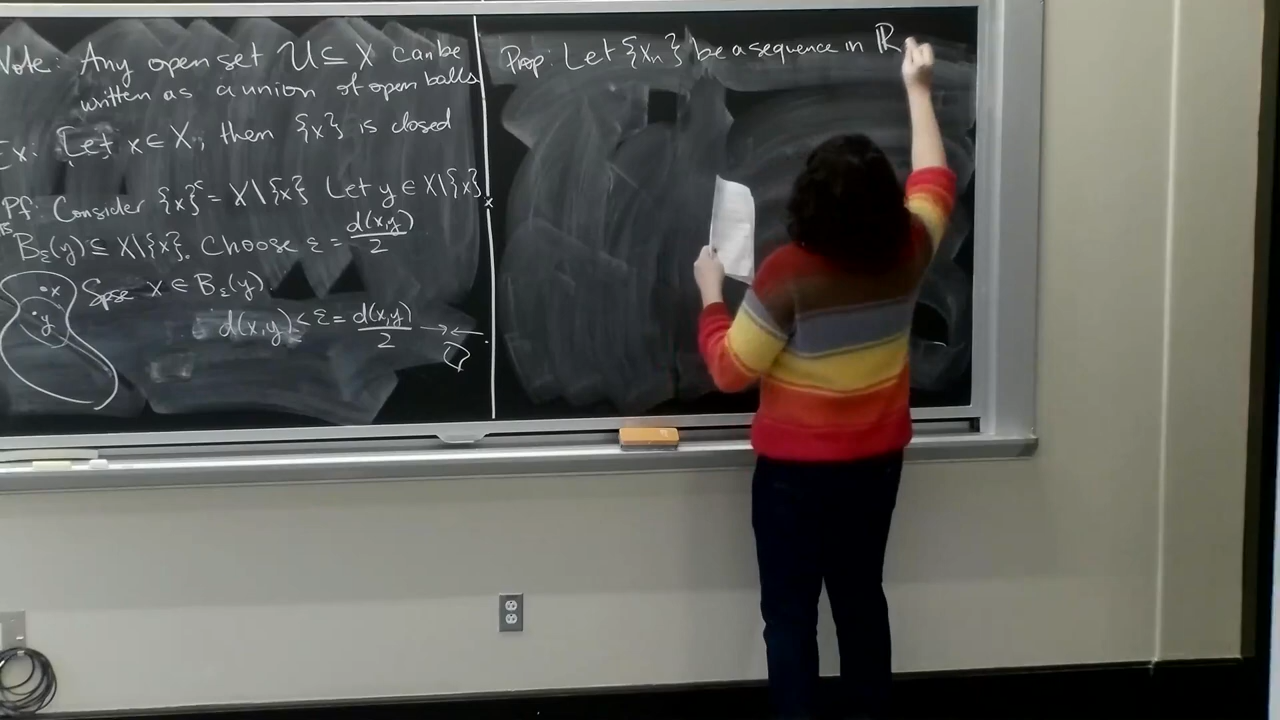 Note: Any open set U ⊆ X can be
written as a union of open balls
Ex: Let x ∈ X, then {x} is closed
Pf: Consider {x}ᶜ = X\{x} Let y ∈ X\{x}
B_ε(y) ⊆ X\{x}. Choose ε = d(x,y)/2
Spse x ∈ B_ε(y)
d(x,y) < ε = d(x,y)/2 →←
x
y
Prop: Let {x_n} be a sequence in ℝ